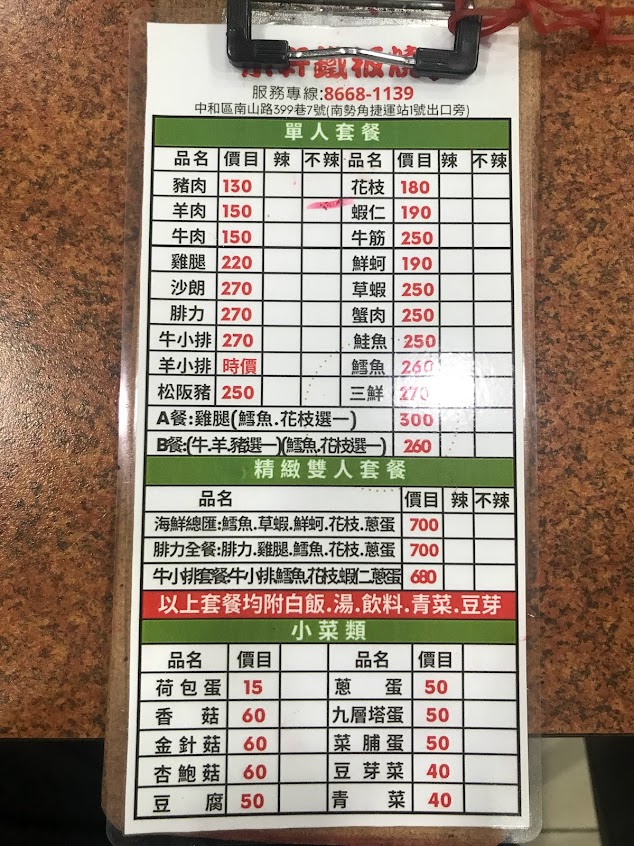 鐵板燒
服務專線:8668-1139
中和區南山路399巷7號(南勢角捷運站1號出口旁)
單人套餐
品名 價目 辣 不辣 品名 價目 辣 不辣
豬肉 130 花枝 180
羊肉 150 蝦仁 190
牛肉 150 牛筋 250
雞腿 220 鮮蚵 190
沙朗 270 草蝦 250
腓力 270 蟹肉 250
牛小排 270 鮭魚 250
羊小排 時價 鱈魚 260
松阪豬 250 三鮮 270
A餐:雞腿(鱈魚.花枝選一) 300
B餐:(牛.羊.豬選一)(鱈魚.花枝選一) 260
精緻雙人套餐
品名 價目 辣 不辣
海鮮總匯:鱈魚.草蝦.鮮蚵.花枝.蔥蛋 700
腓力全餐:腓力.雞腿.鱈魚.花枝.蔥蛋 700
牛小排套餐:牛小排.鱈魚.花枝.蝦仁.蔥蛋 680
以上套餐均附白飯.湯.飲料.青菜.豆芽
小菜類
品名 價目 品名 價目
荷包蛋 15 蔥蛋 50
香菇 60 九層塔蛋 50
金針菇 60 菜脯蛋 50
杏鮑菇 60 豆芽菜 40
豆腐 50 青菜 40